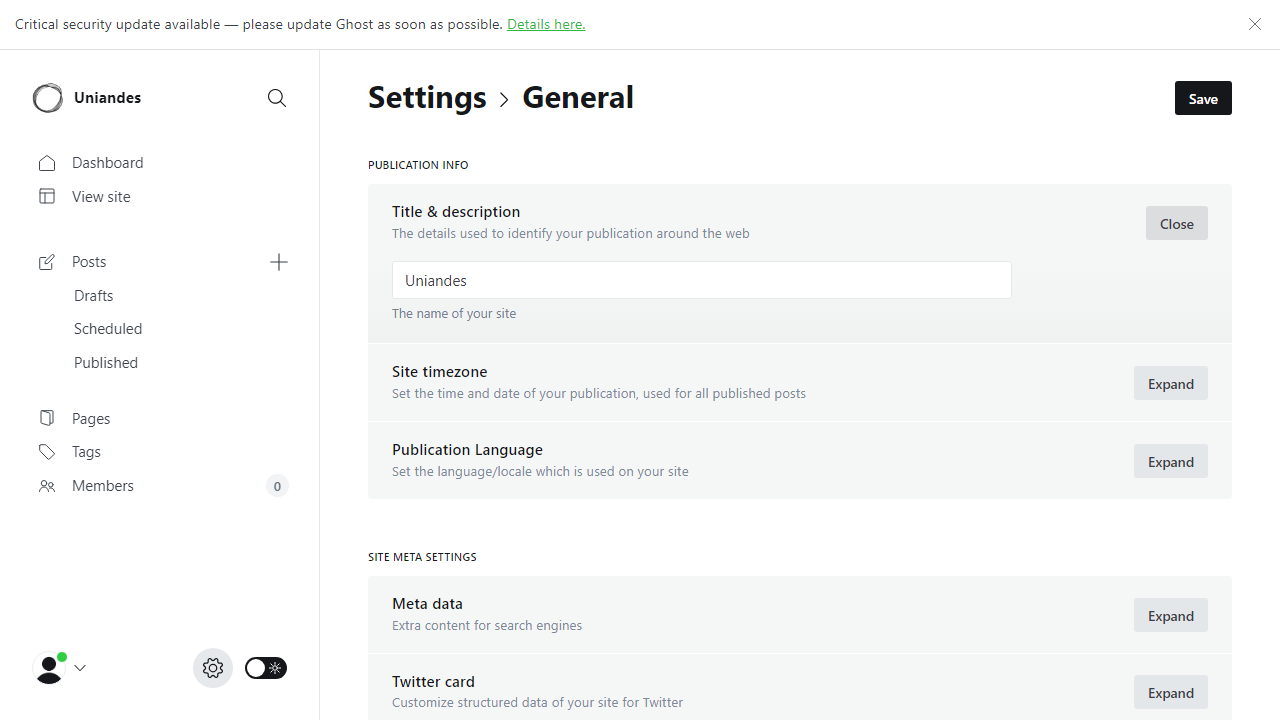 Critical security update available — please update Ghost as soon as possible. Details here.
Uniandes
Dashboard
View site
Posts
Drafts
Scheduled
Published
Pages
Tags
Members
0
Settings > General
Save
PUBLICATION INFO
Title & description
The details used to identify your publication around the web
Close
Uniandes
The name of your site
Site timezone
Set the time and date of your publication, used for all published posts
Expand
Publication Language
Set the language/locale which is used on your site
Expand
SITE META SETTINGS
Meta data
Extra content for search engines
Expand
Twitter card
Customize structured data of your site for Twitter
Expand